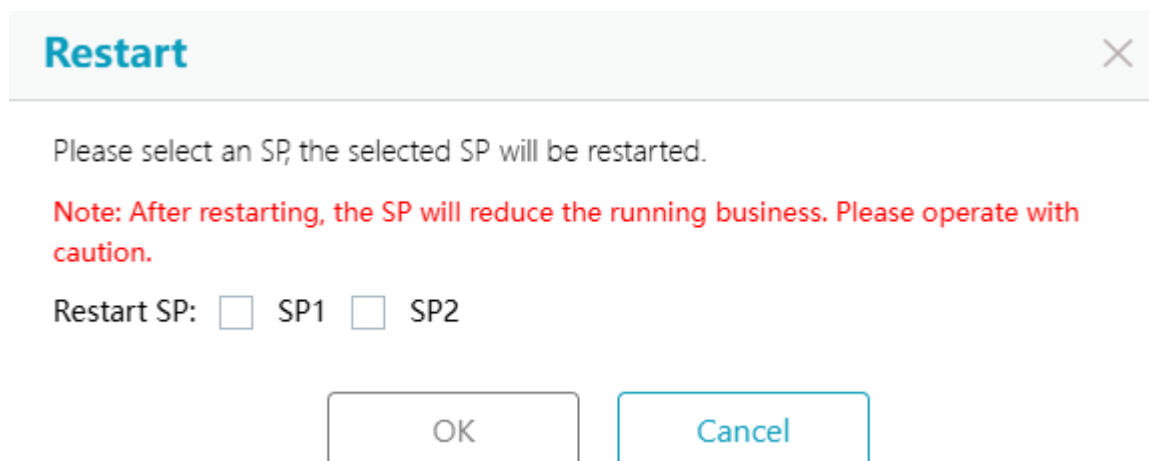 Restart
Please select an SP, the selected SP will be restarted.
Note: After restarting, the SP will reduce the running business. Please operate with
caution.
Restart SP: SP1 SP2
OK Cancel